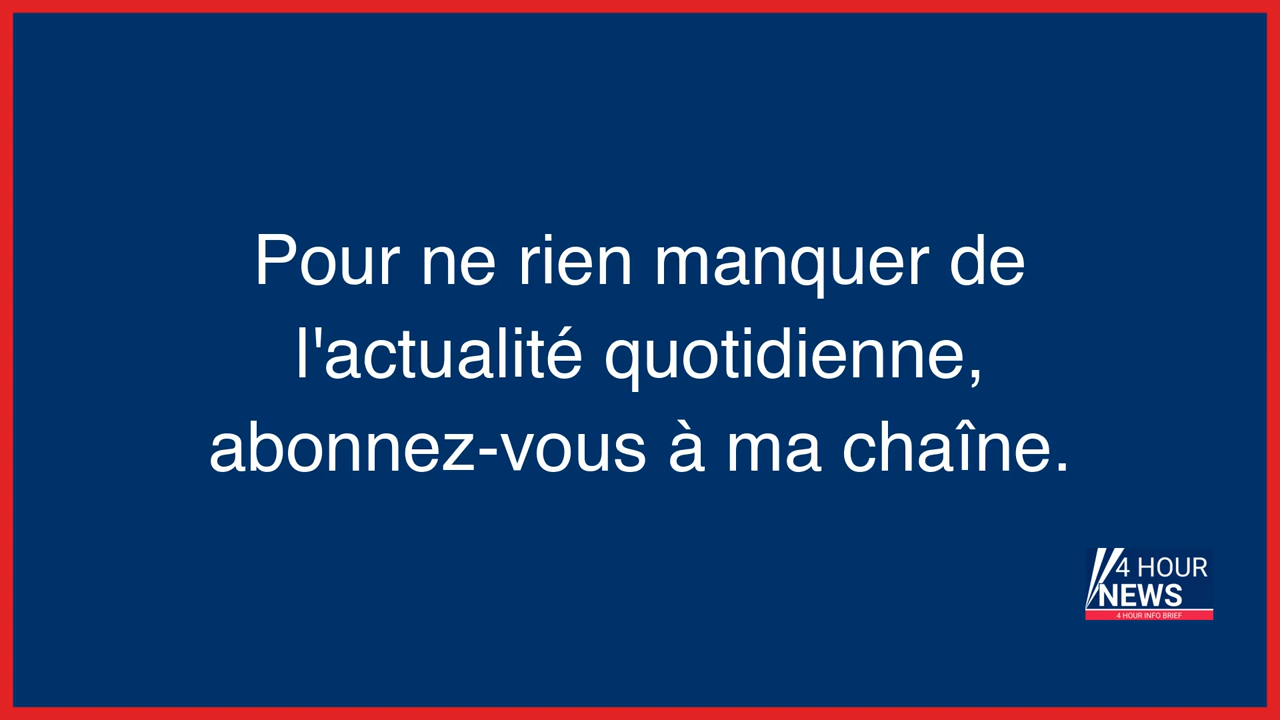 Pour ne rien manquer de
l'actualité quotidienne,
abonnez-vous à ma chaîne.
4 HOUR
NEWS
4 HOUR INFO BRIEF